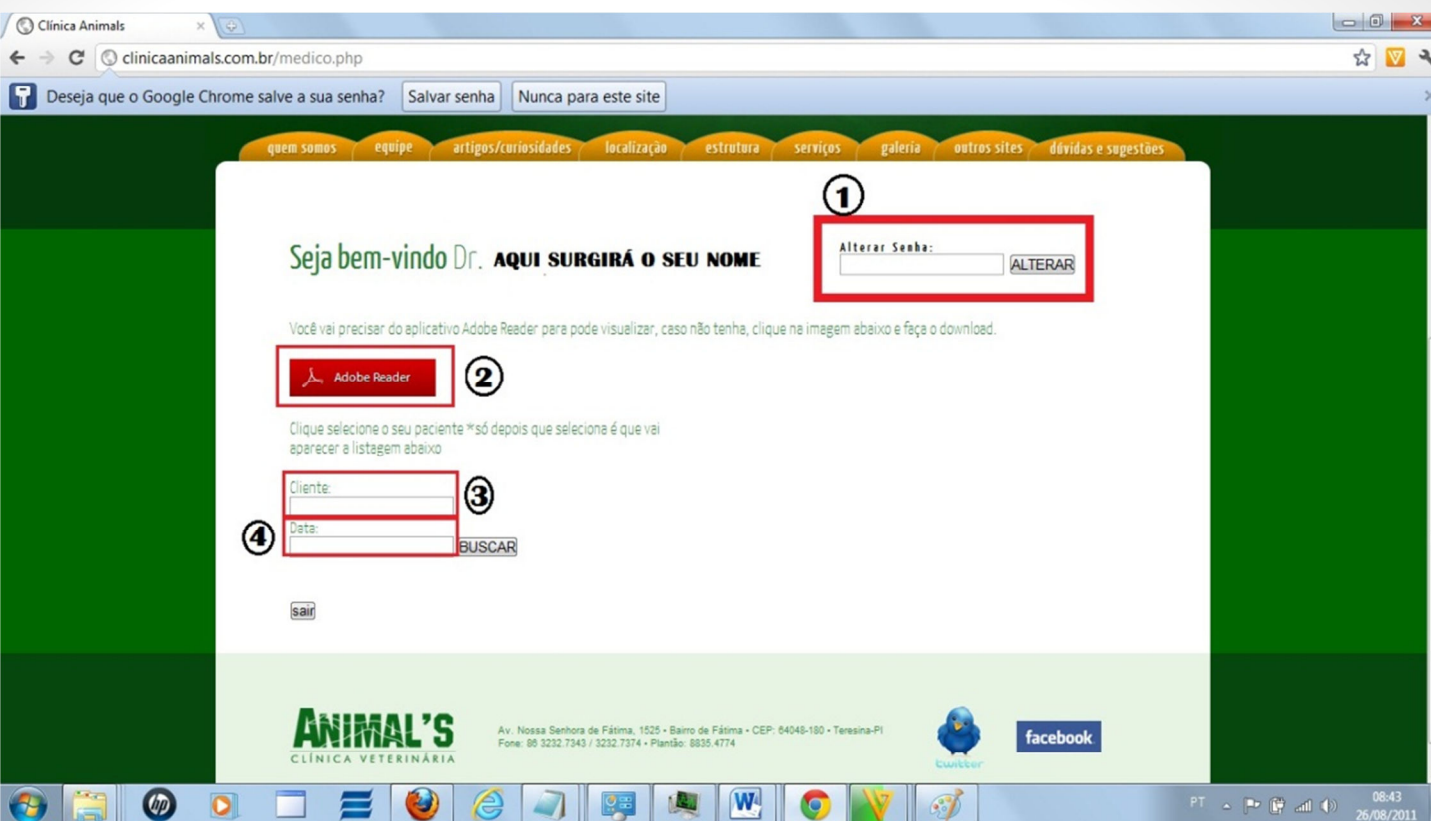 Clínica Animals
clinicaanimals.com.br/medico.php
Deseja que o Google Chrome salve a sua senha? Salvar senha Nunca para este site
quem somos equipe artigos/curiosidades localização estrutura serviços galeria outros sites dúvidas e sugestões
1
Alterar Senha:
ALTERAR
Seja bem-vindo Dr. AQUI SURGIRÁ O SEU NOME
Você vai precisar do aplicativo Adobe Reader para pode visualizar, caso não tenha, clique na imagem abaixo e faça o download.
Adobe Reader
2
Clique selecione o seu paciente *só depois que seleciona é que vai
aparecer a listagem abaixo
Cliente:
3
4
Data:
BUSCAR
sair
ANIMAL'S
CLÍNICA VETERINÁRIA
Av. Nossa Senhora de Fátima, 1525 - Bairro de Fátima - CEP: 64048-180 - Teresina-PI
Fone: 86 3232.7343 / 3232.7374 - Plantão: 8835.4774
twitter
facebook
hp
W
PT
08:43
26/08/2011